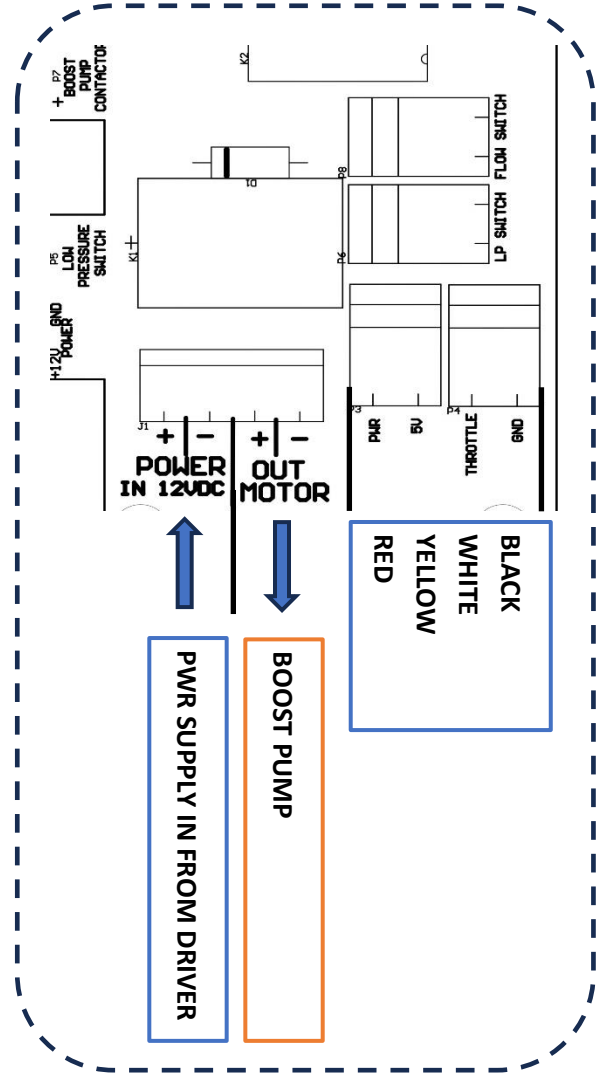 K2
P7
BOOST
PUMP
CONTACTO
+
FLOW SWITCH
P8
D1
LP SWITCH
P6
K1
+
P5
LOW
PRESSURE
SWITCH
+12V GND
POWER
J1
+ - + -
POWER
IN 12VDC
OUT
MOTOR
P3
PWR
5V
P4
THROTTLE
GND
BLACK
WHITE
YELLOW
RED
BOOST PUMP
PWR SUPPLY IN FROM DRIVER